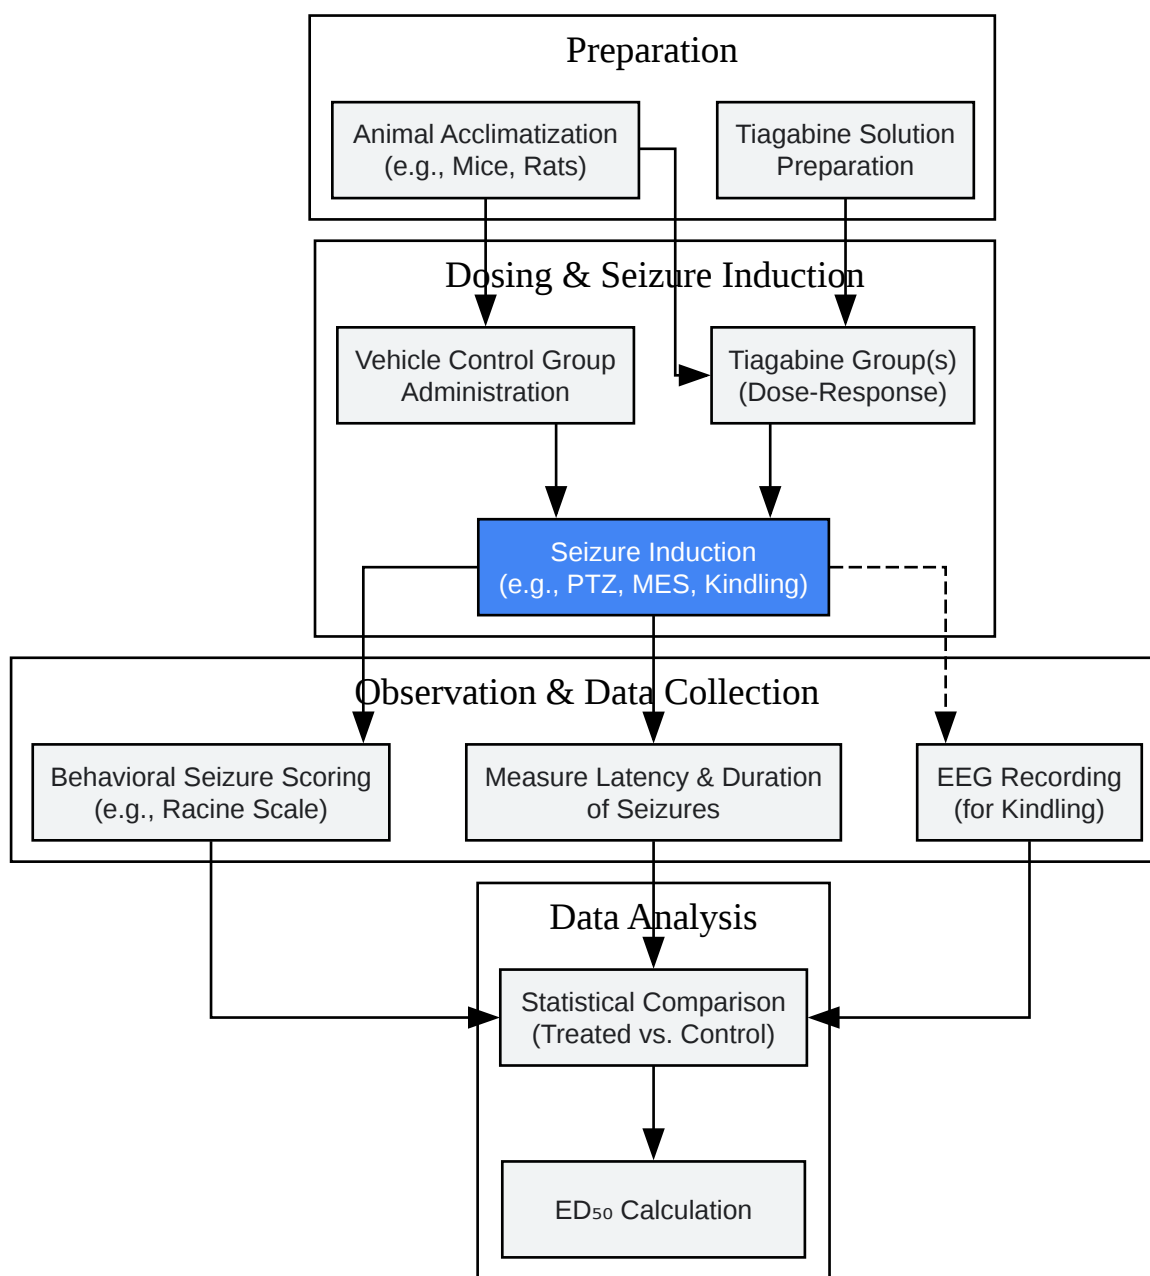 Preparation
Animal Acclimatization
(e.g., Mice, Rats)
Tiagabine Solution
Preparation
Dosing & Seizure Induction
Vehicle Control Group
Administration
Tiagabine Group(s)
(Dose-Response)
Seizure Induction
(e.g., PTZ, MES, Kindling)
Observation & Data Collection
Behavioral Seizure Scoring
(e.g., Racine Scale)
Measure Latency & Duration
of Seizures
EEG Recording
(for Kindling)
Data Analysis
Statistical Comparison
(Treated vs. Control)
ED₅₀ Calculation